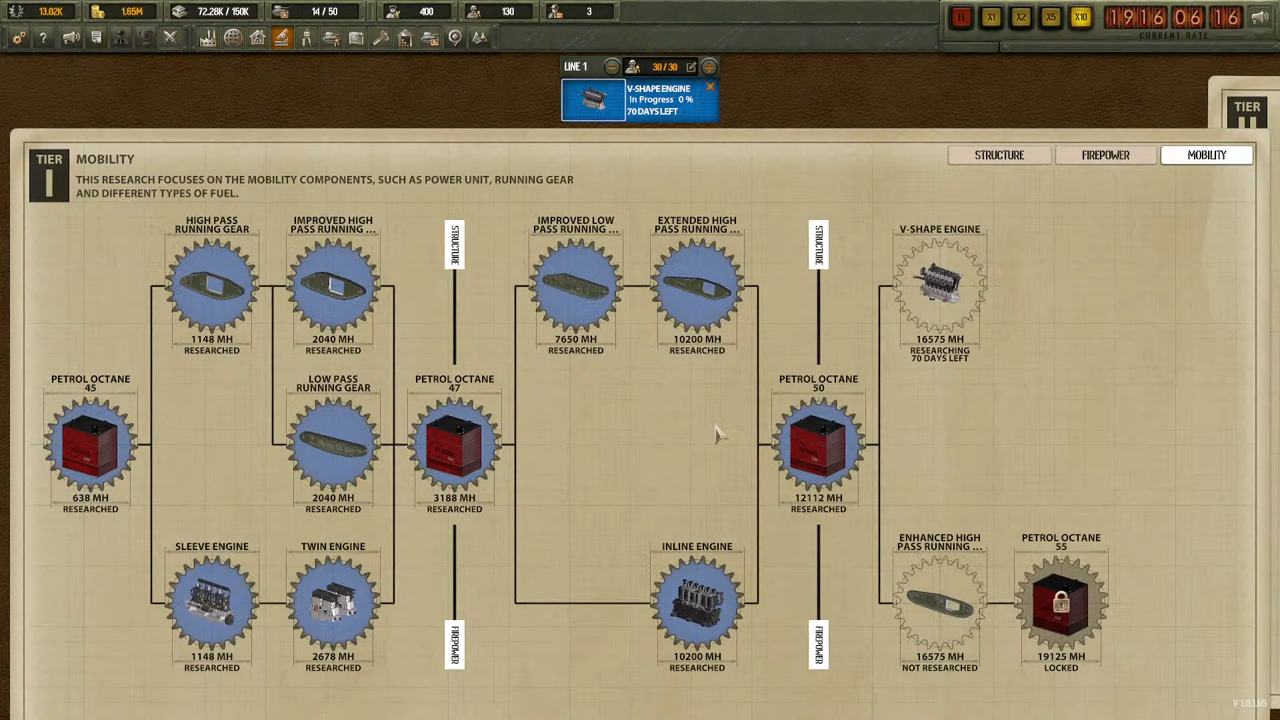 13.02K
1.65M
72.28K / 150K
14 / 50
400
130
3
X1
X2
X5
X10
1916 06 16
CURRENT DATE
LINE 1
30 / 30
V-SHAPE ENGINE
In Progress 0 %
70 DAYS LEFT
TIER
II
TIER
I
MOBILITY
THIS RESEARCH FOCUSES ON THE MOBILITY COMPONENTS, SUCH AS POWER UNIT, RUNNING GEAR
AND DIFFERENT TYPES OF FUEL.
STRUCTURE
FIREPOWER
MOBILITY
HIGH PASS
RUNNING GEAR
1148 MH
RESEARCHED
IMPROVED HIGH
PASS RUNNING ...
2040 MH
RESEARCHED
STRUCTURE
IMPROVED LOW
PASS RUNNING ...
7650 MH
RESEARCHED
EXTENDED HIGH
PASS RUNNING ...
10200 MH
RESEARCHED
STRUCTURE
V-SHAPE ENGINE
16575 MH
RESEARCHING
70 DAYS LEFT
PETROL OCTANE
45
638 MH
RESEARCHED
LOW PASS
RUNNING GEAR
2040 MH
RESEARCHED
PETROL OCTANE
47
3188 MH
RESEARCHED
PETROL OCTANE
50
12112 MH
RESEARCHED
SLEEVE ENGINE
1148 MH
RESEARCHED
TWIN ENGINE
2678 MH
RESEARCHED
FIREPOWER
INLINE ENGINE
10200 MH
RESEARCHED
FIREPOWER
ENHANCED HIGH
PASS RUNNING ...
16575 MH
NOT RESEARCHED
PETROL OCTANE
55
19125 MH
LOCKED